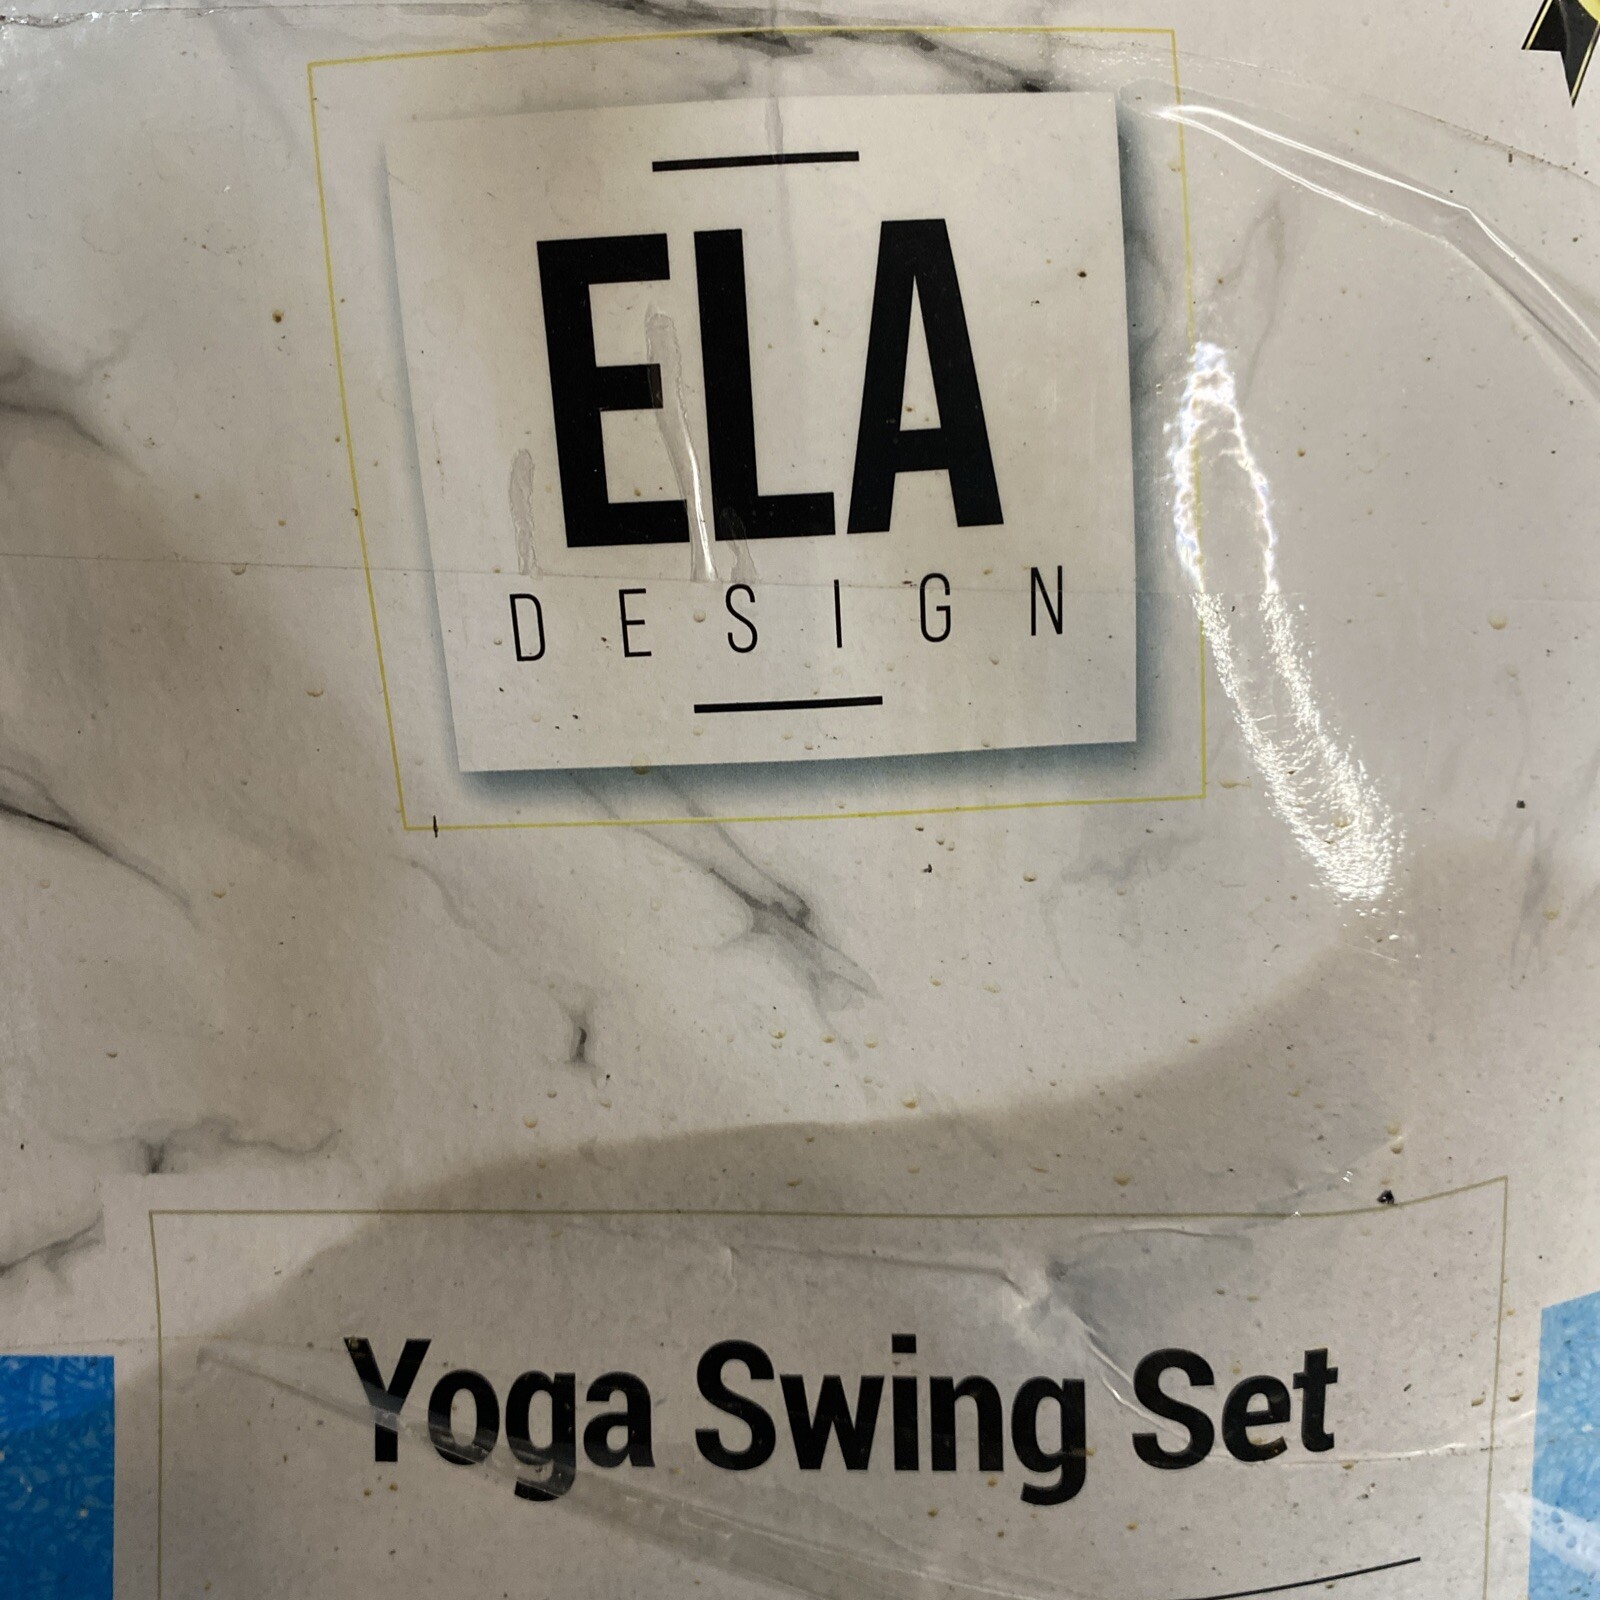 ELA
DESIGN
Yoga Swing Set